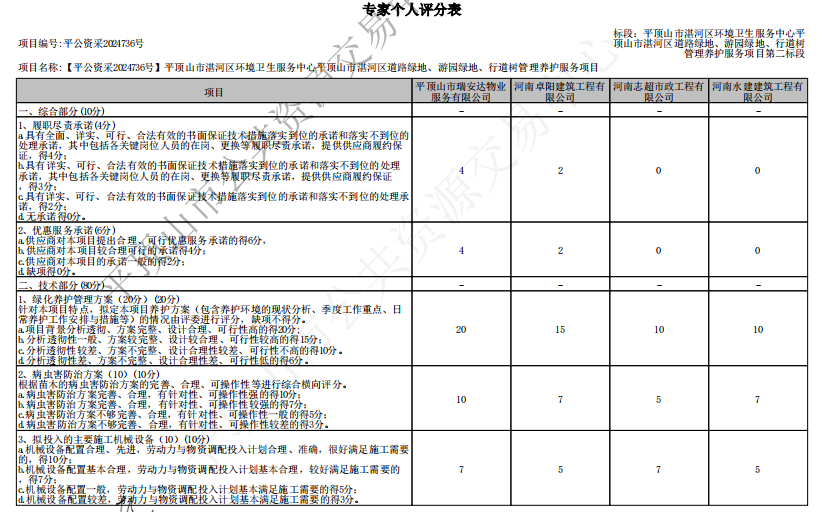 专家个人评分表
项目编号:平公资采2024736号
标段：平顶山市湛河区环境卫生服务中心平
顶山市湛河区道路绿地、游园绿地、行道树
管理养护服务项目第二标段
项目名称:【平公资采2024736号】平顶山市湛河区环境卫生服务中心平顶山市湛河区道路绿地、游园绿地、行道树管理养护服务项目
项目 平顶山市瑞安达物业服务有限公司 河南卓阳建筑工程有限公司 河南志超市政工程有限公司 河南水建建筑工程有限公司
一、综合部分(10分) - - - -
1、履职尽责承诺(4分)
a.具有全面、详实、可行、合法有效的书面保证技术措施落实到位的承诺和落实不到位的
处理承诺，其中包括各关键岗位人员的在岗、更换等履职尽责承诺，提供供应商履约保
证，得4分；
b.具有详实、可行、合法有效的书面保证技术措施落实到位的承诺和落实不到位的处理
承诺，其中包括各关键岗位人员的在岗、更换等履职尽责承诺，提供供应商履约保证
，得3分；
c.具有详实、可行、合法有效的书面保证技术措施落实到位的承诺和落实不到位的处理承
诺，得2分；
d.无承诺得0分。
4 2 0 0
2、优惠服务承诺(6分)
a.供应商对本项目提出合理、可行优惠服务承诺的得6分，
b.供应商对本项目较合理可行的承诺得4分；
c.供应商对本项目的承诺一般的得2分；
d.缺项得0分。
4 2 0 0
二、技术部分(80分) - - - -
1、绿化养护管理方案（20分）(20分)
针对本项目特点，拟定本项目养护方案（包含养护环境的现状分析、季度工作重点、日
常养护工作安排与措施等）的情况由评委进行评分，缺项不得分。
a.项目背景分析透彻、方案完整、设计合理、可行性高的得20分；
b.分析透彻性一般、方案较完整、设计较合理、可行性较高的得15分；
c.分析透彻性较差、方案不完整、设计合理性较差、可行性不高的得10分。
d.分析透彻性差、方案不完整、设计合理性差、可行性低的得6分。
20 15 10 10
2、病虫害防治方案（10）(10分)
根据苗木的病虫害防治方案的完善、合理、可操作性等进行综合横向评分。
a.病虫害防治方案完善、合理，有针对性、可操作性强的得10分；
b.病虫害防治方案完善、合理，有针对性、可操作性较强的得7分；
c.病虫害防治方案不够完善、合理，有针对性、可操作性一般的得5分；
d.病虫害防治方案不够完善、合理，有针对性、可操作性较差的得3分。
10 7 5 7
3、拟投入的主要施工机械设备（10）(10分)
a.机械设备配置合理、先进，劳动力与物资调配投入计划合理、准确，很好满足施工需要
的，得10分；
b.机械设备配置基本合理，劳动力与物资调配投入计划基本合理，较好满足施工需要的
，得7分；
c.机械设备配置一般，劳动力与物资调配投入计划基本满足施工需要的得5分；
d.机械设备配置较差，劳动力与物资调配投入计划基本满足施工需要的得3分。
7 5 7 5
平顶山市公共资源交易中心